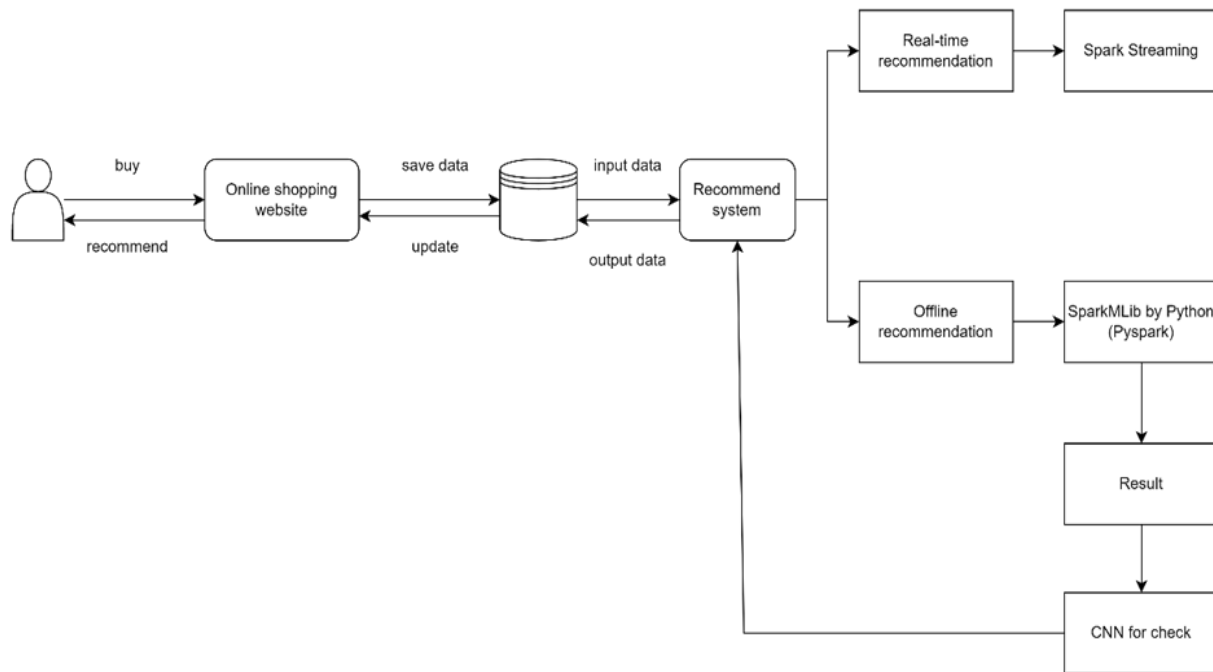 Real-time
recommendation
Spark Streaming
buy
save data
input data
Online shopping
website
Recommend
system
recommend
update
output data
Offline
recommendation
SparkMLib by Python
(Pyspark)
Result
CNN for check